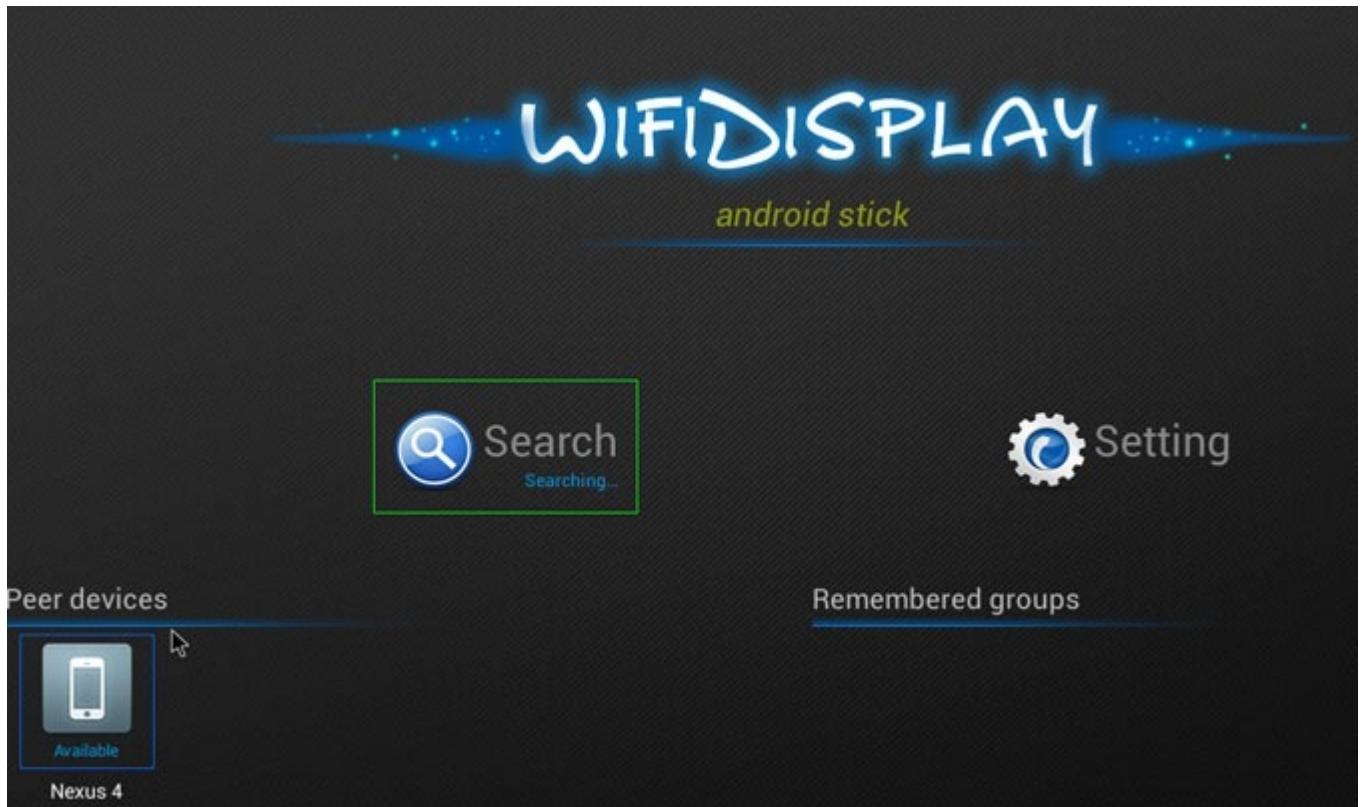 WIFIDISPLAY
android stick
Search
Searching...
Setting
Peer devices
Remembered groups
Available
Nexus 4